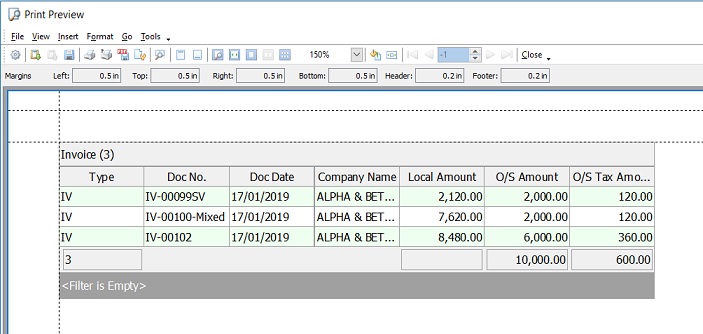 Print Preview
File View Insert Format Go Tools
150% -1 Close
Margins Left: 0.5 in Top: 0.5 in Right: 0.5 in Bottom: 0.5 in Header: 0.2 in Footer: 0.2 in
Invoice (3)
Type Doc No. Doc Date Company Name Local Amount O/S Amount O/S Tax Amo...
IV IV-00099SV 17/01/2019 ALPHA & BET... 2,120.00 2,000.00 120.00
IV IV-00100-Mixed 17/01/2019 ALPHA & BET... 7,620.00 2,000.00 120.00
IV IV-00102 17/01/2019 ALPHA & BET... 8,480.00 6,000.00 360.00
3 10,000.00 600.00
<Filter is Empty>